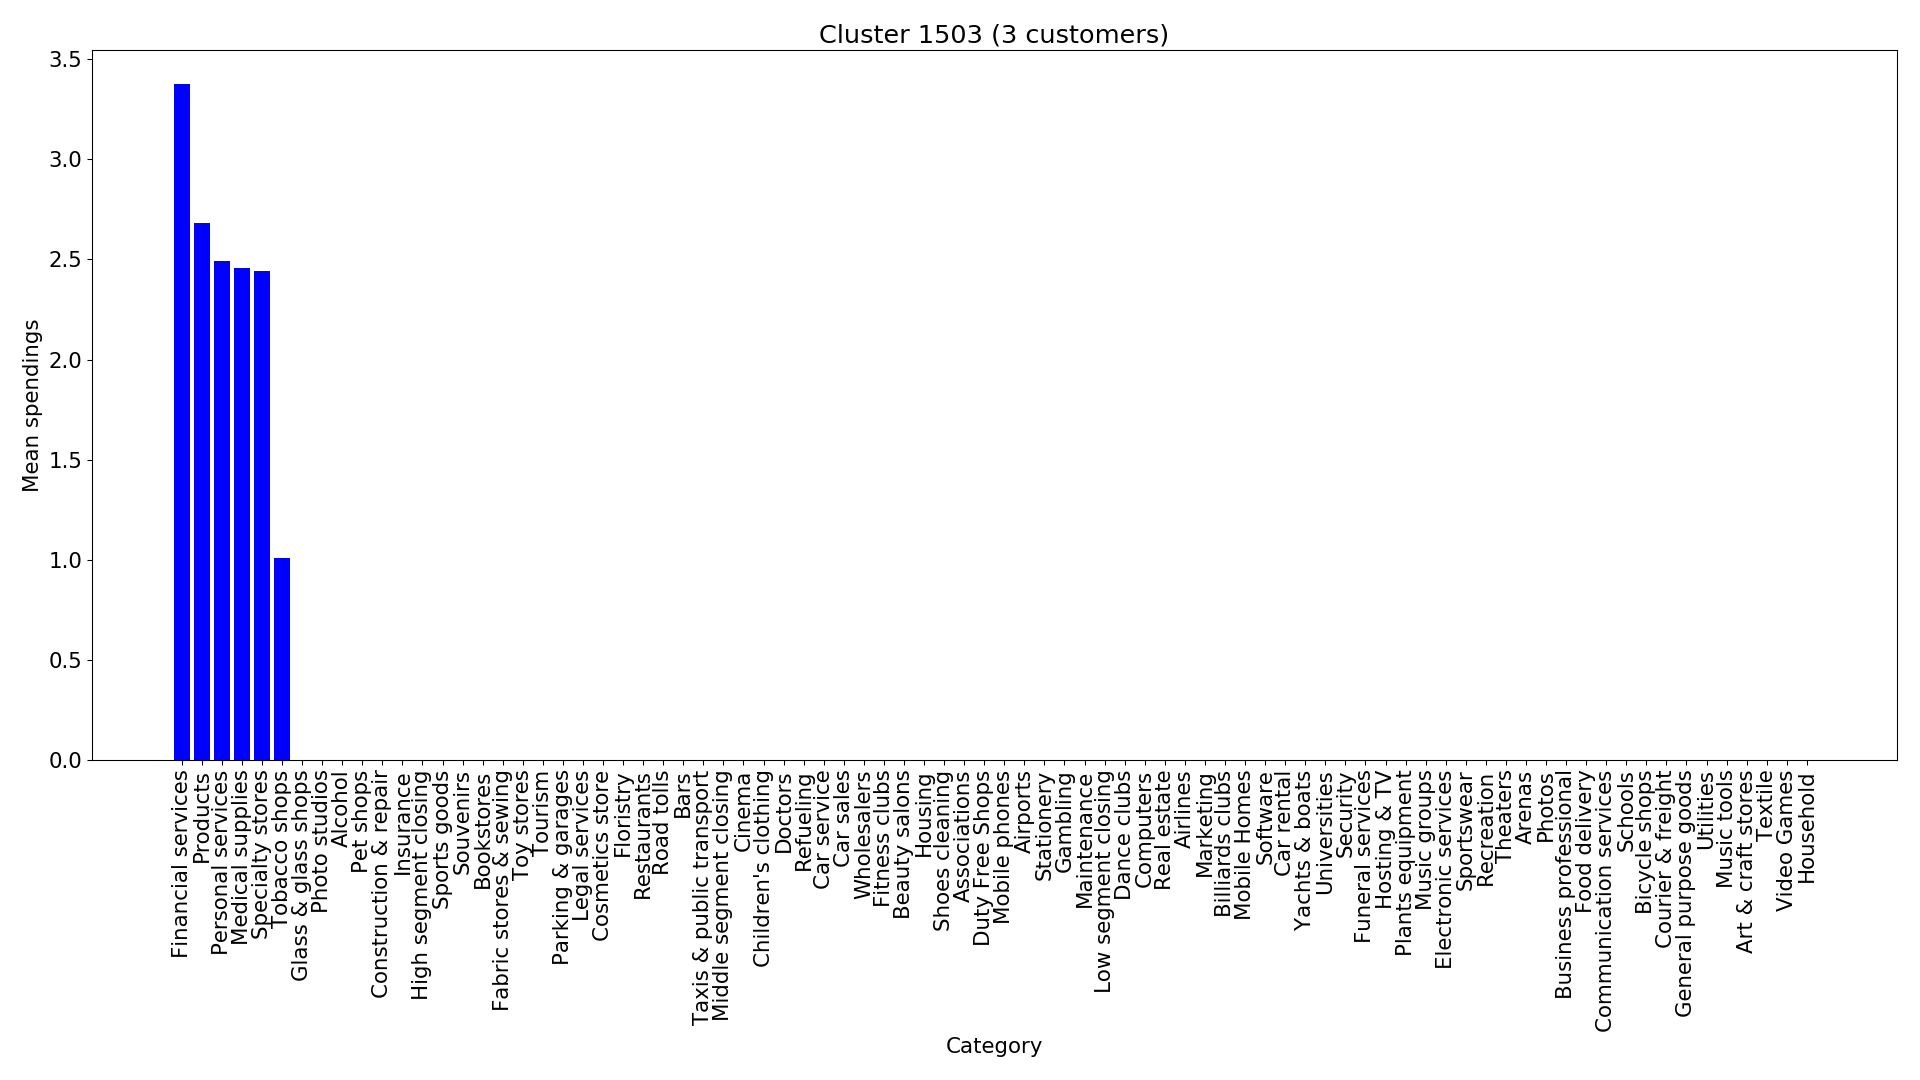 Cluster 1503 (3 customers)
3.5
3.0
2.5
2.0
1.5
1.0
0.5
0.0
Mean spendings
Financial services
Products
Personal services
Medical supplies
Specialty stores
Tobacco shops
Glass & glass shops
Photo studios
Alcohol
Pet shops
Construction & repair
Insurance
High segment closing
Sports goods
Souvenirs
Bookstores
Fabric stores & sewing
Toy stores
Tourism
Parking & garages
Legal services
Cosmetics store
Floristry
Restaurants
Road tolls
Bars
Taxis & public transport
Middle segment closing
Cinema
Children's clothing
Doctors
Refueling
Car service
Car sales
Wholesalers
Fitness clubs
Beauty salons
Housing
Shoes cleaning
Associations
Duty Free Shops
Mobile phones
Airports
Stationery
Gambling
Maintenance
Low segment closing
Dance clubs
Computers
Real estate
Airlines
Marketing
Billiards clubs
Mobile Homes
Software
Car rental
Yachts & boats
Universities
Security
Funeral services
Hosting & TV
Plants equipment
Music groups
Electronic services
Sportswear
Recreation
Theaters
Arenas
Photos
Business professional
Food delivery
Communication services
Schools
Bicycle shops
Courier & freight
General purpose goods
Utilities
Music tools
Art & craft stores
Textile
Video Games
Household
Category